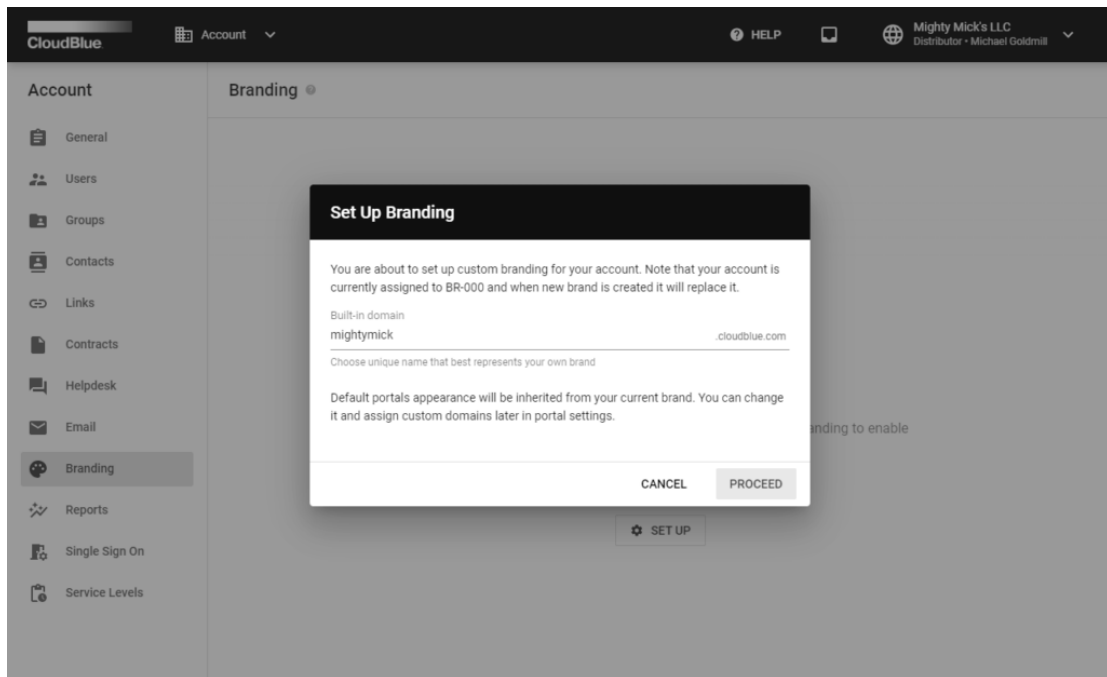 CloudBlue
Account
HELP
Mighty Mick's LLC
Distributor • Michael Goldmill
Account
Branding
General
Users
Groups
Contacts
Links
Contracts
Helpdesk
Email
Branding
Reports
Single Sign On
Service Levels
Set Up Branding
You are about to set up custom branding for your account. Note that your account is
currently assigned to BR-000 and when new brand is created it will replace it.
Built-in domain
mightymick .cloudblue.com
Choose unique name that best represents your own brand
Default portals appearance will be inherited from your current brand. You can change
it and assign custom domains later in portal settings.
to enable
CANCEL PROCEED
SET UP